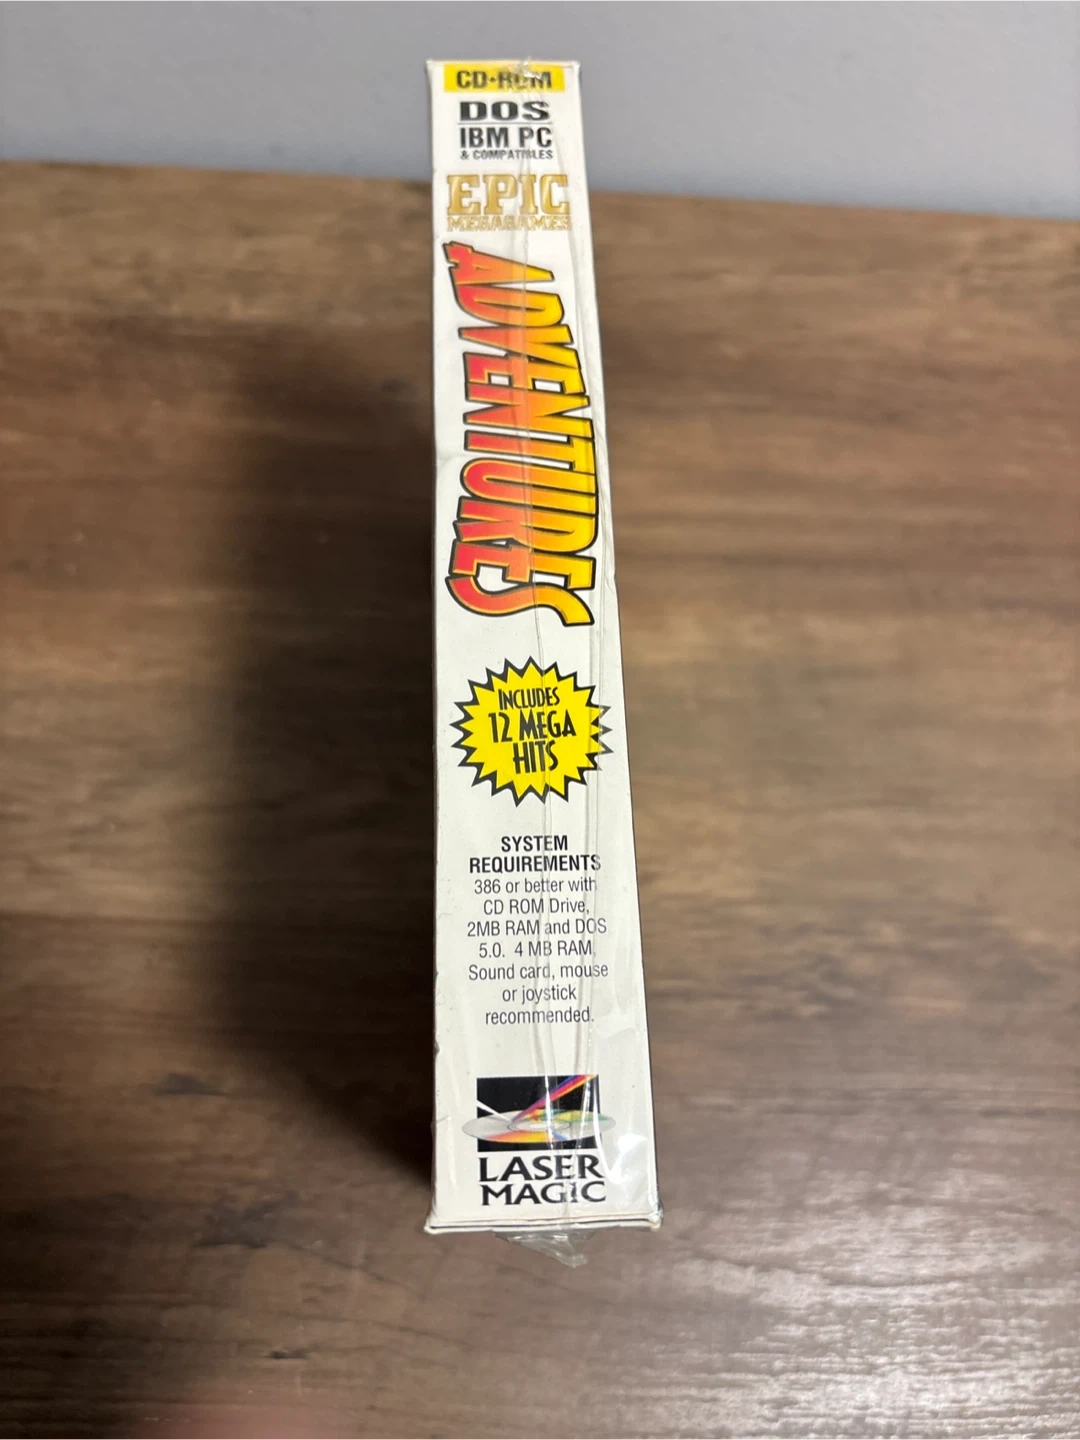 CD•ROM
DOS
IBM PC
& COMPATIBLES
EPIC
MEGAGAMES
ADVENTURES
INCLUDES
12 MEGA
HITS
SYSTEM
REQUIREMENTS
386 or better with
CD ROM Drive,
2MB RAM and DOS
5.0. 4 MB RAM,
Sound card, mouse
or joystick
recommended.
LASER
MAGIC